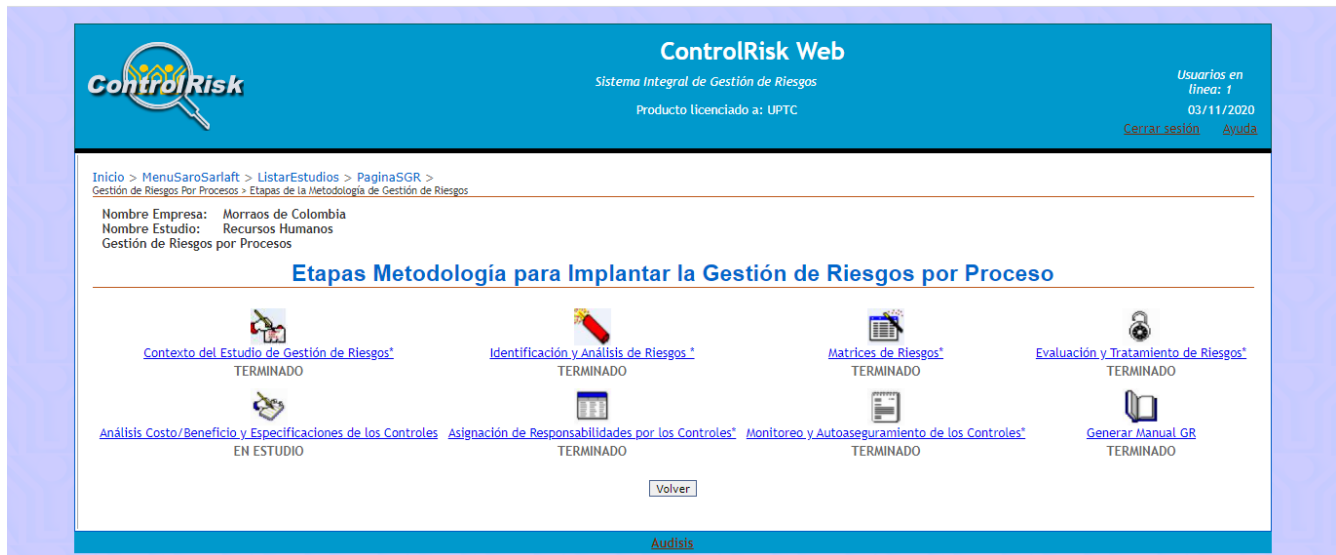 ControlRisk
ControlRisk Web
Sistema Integral de Gestión de Riesgos
Producto licenciado a: UPTC
Usuarios en
linea: 1
03/11/2020
Cerrar sesión Ayuda
Inicio > MenuSaroSarlaft > ListarEstudios > PaginaSGR >
Gestión de Riesgos Por Procesos > Etapas de la Metodología de Gestión de Riesgos
Nombre Empresa: Morraos de Colombia
Nombre Estudio: Recursos Humanos
Gestión de Riesgos por Procesos
Etapas Metodología para Implantar la Gestión de Riesgos por Proceso
Contexto del Estudio de Gestión de Riesgos* Identificación y Análisis de Riesgos * Matrices de Riesgos* Evaluación y Tratamiento de Riesgos*
TERMINADO TERMINADO TERMINADO TERMINADO
Análisis Costo/Beneficio y Especificaciones de los Controles Asignación de Responsabilidades por los Controles* Monitoreo y Autoaseguramiento de los Controles* Generar Manual GR
EN ESTUDIO TERMINADO TERMINADO TERMINADO
Volver
Audisis